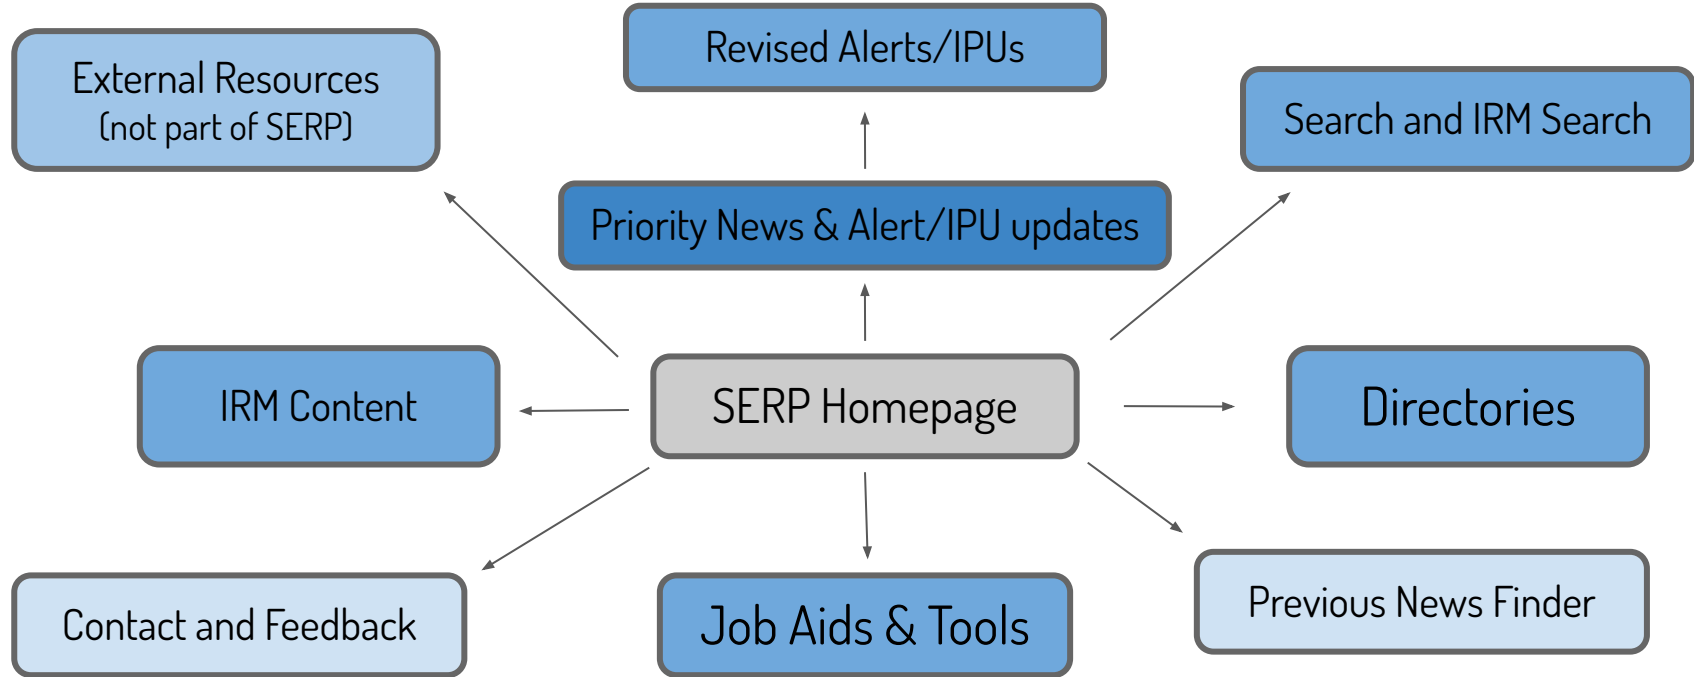 Revised Alerts/IPUs
External Resources
(not part of SERP)
Search and IRM Search
Priority News & Alert/IPU updates
IRM Content
SERP Homepage
Directories
Contact and Feedback
Job Aids & Tools
Previous News Finder